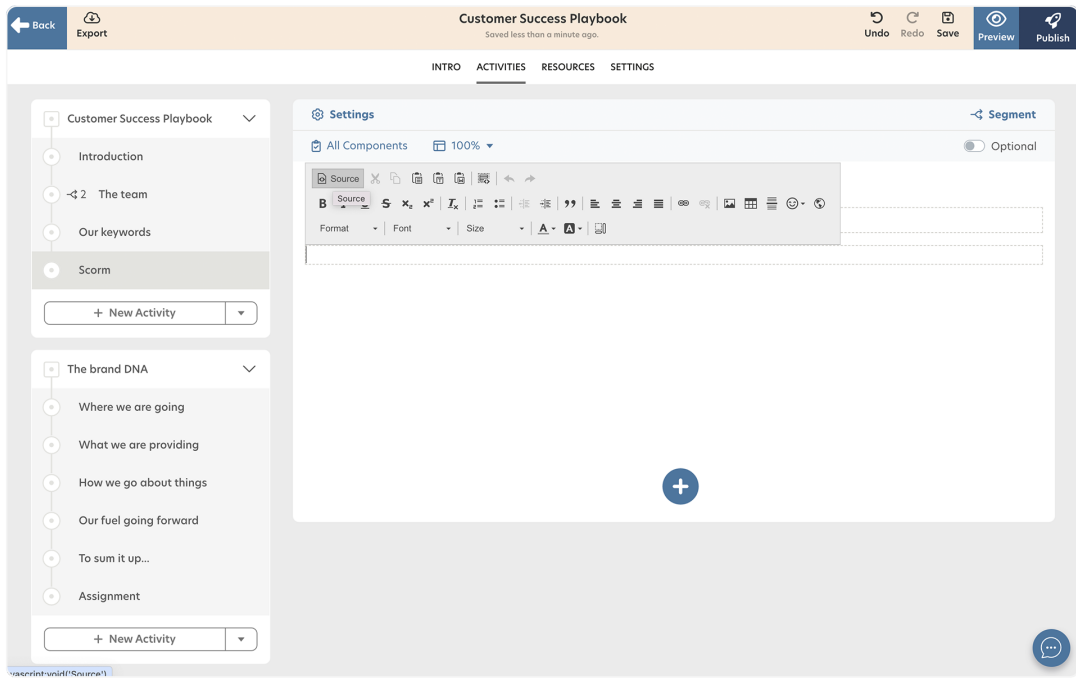 Back
Export
Customer Success Playbook
Saved less than a minute ago.
Undo
Redo
Save
Preview
Publish
INTRO
ACTIVITIES
RESOURCES
SETTINGS
Customer Success Playbook
Introduction
2 The team
Our keywords
Scorm
+ New Activity
The brand DNA
Where we are going
What we are providing
How we go about things
Our fuel going forward
To sum it up...
Assignment
+ New Activity
Settings
Segment
All Components
100%
Optional
Source
Source
Format
Font
Size
vascript:void('Source')